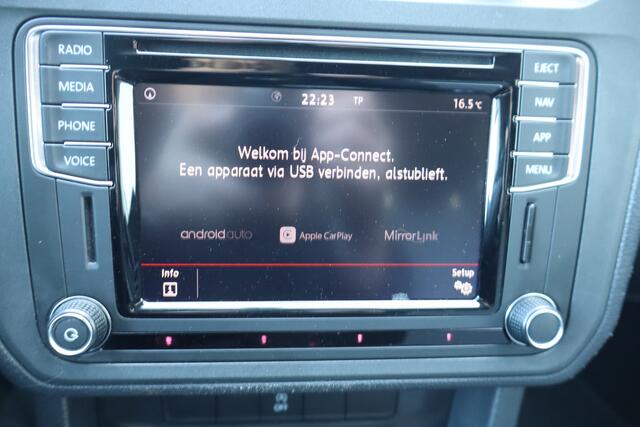 RADIO
MEDIA
PHONE
VOICE
EJECT
NAV
APP
MENU
22:23 TP 16.5°C
Welkom bij App-Connect.
Een apparaat via USB verbinden, alstublieft.
androidauto Apple CarPlay MirrorLink
Info Setup
OFF